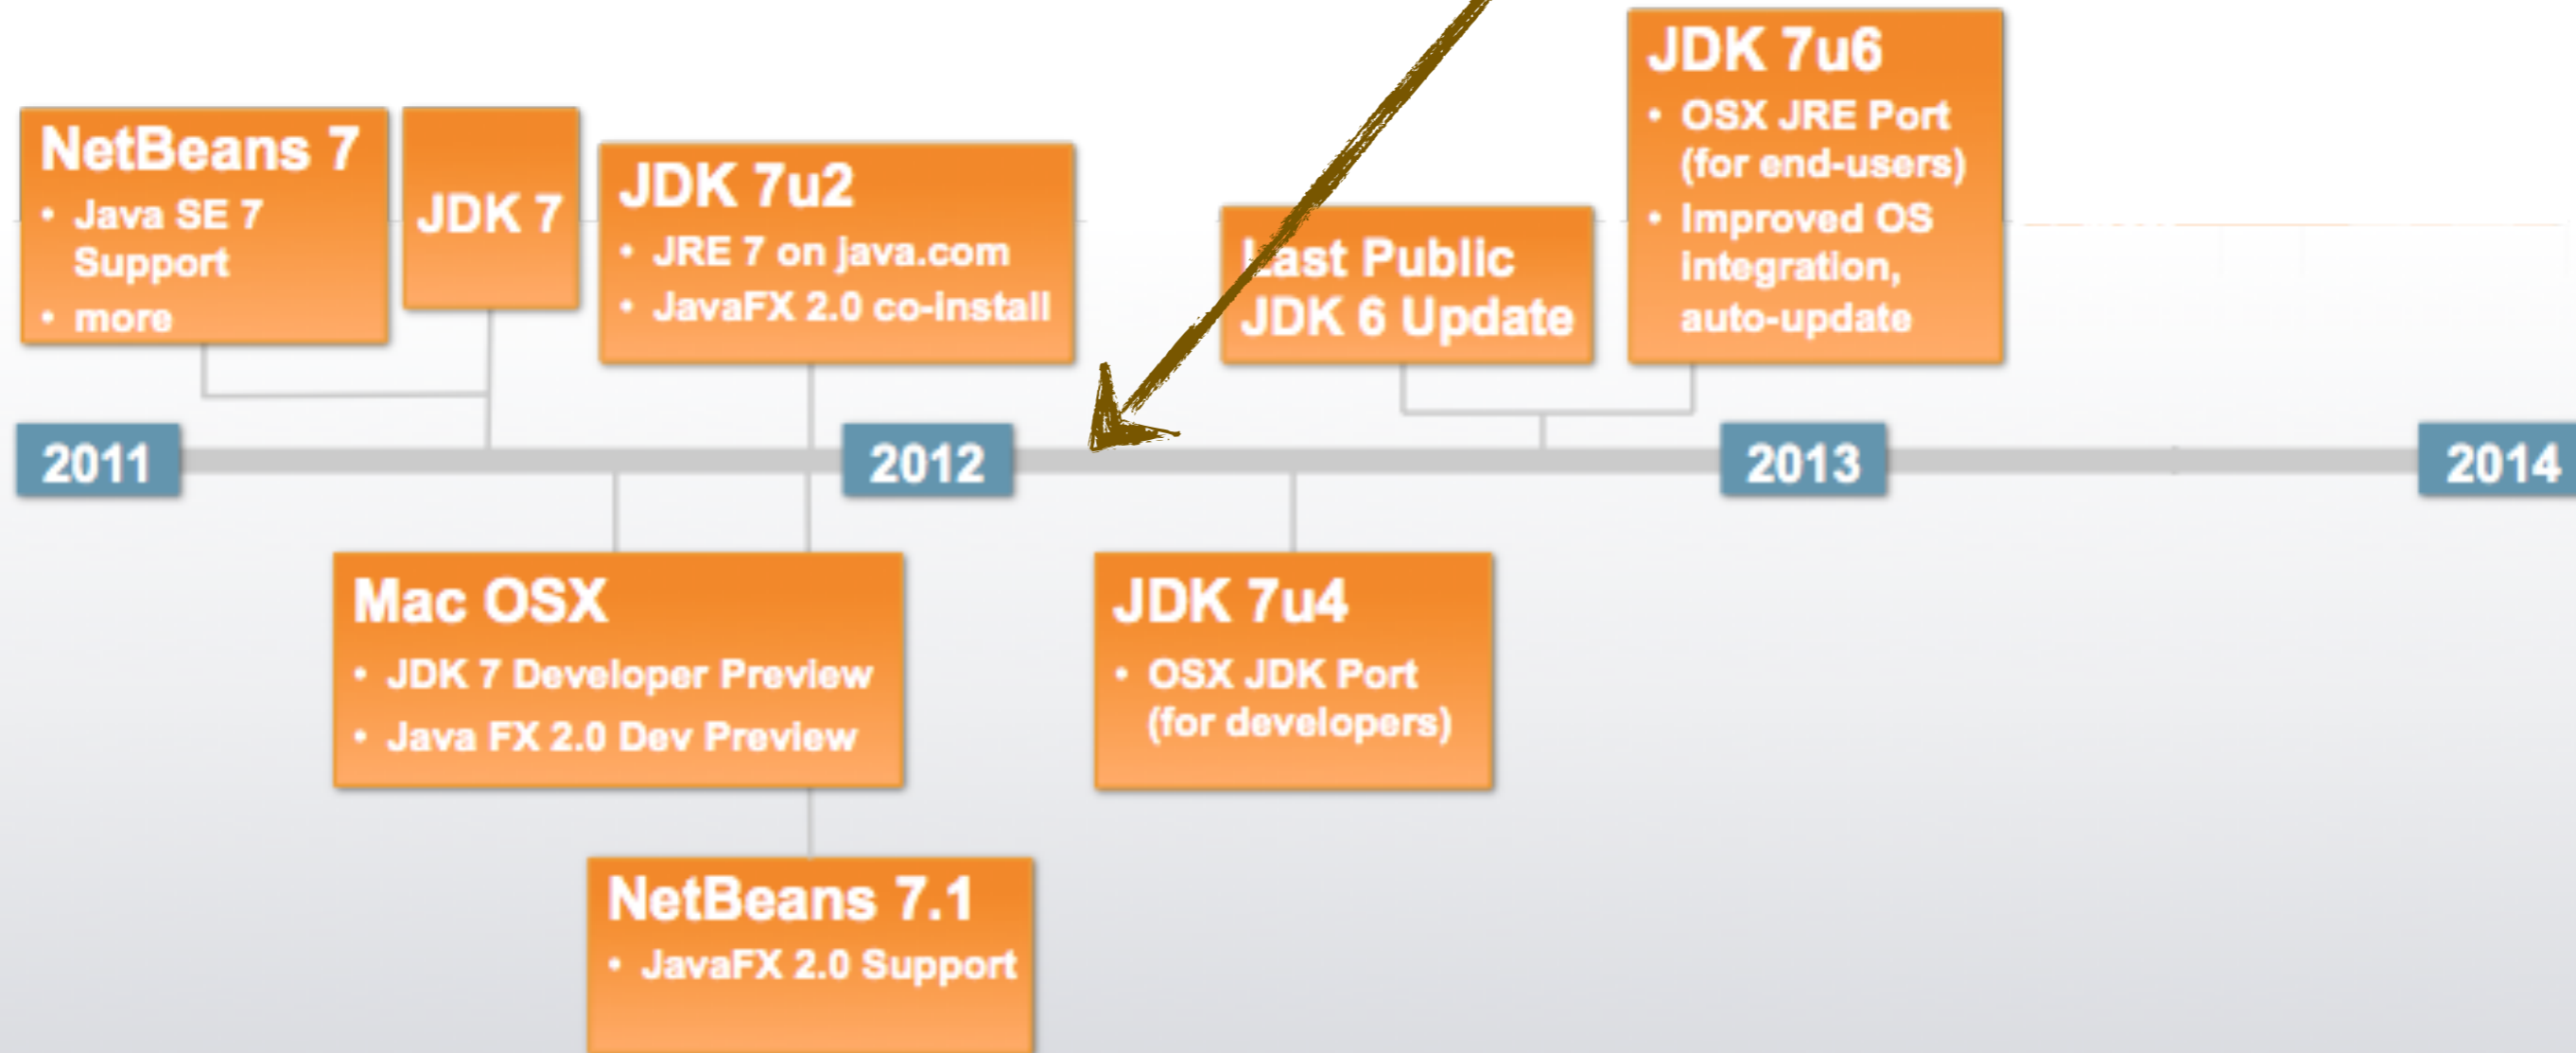 NetBeans 7
• Java SE 7
Support
• more
JDK 7
JDK 7u2
• JRE 7 on java.com
• JavaFX 2.0 co-install
Last Public
JDK 6 Update
JDK 7u6
• OSX JRE Port
(for end-users)
• Improved OS
integration,
auto-update
2011
2012
2013
2014
Mac OSX
• JDK 7 Developer Preview
• Java FX 2.0 Dev Preview
JDK 7u4
• OSX JDK Port
(for developers)
NetBeans 7.1
• JavaFX 2.0 Support